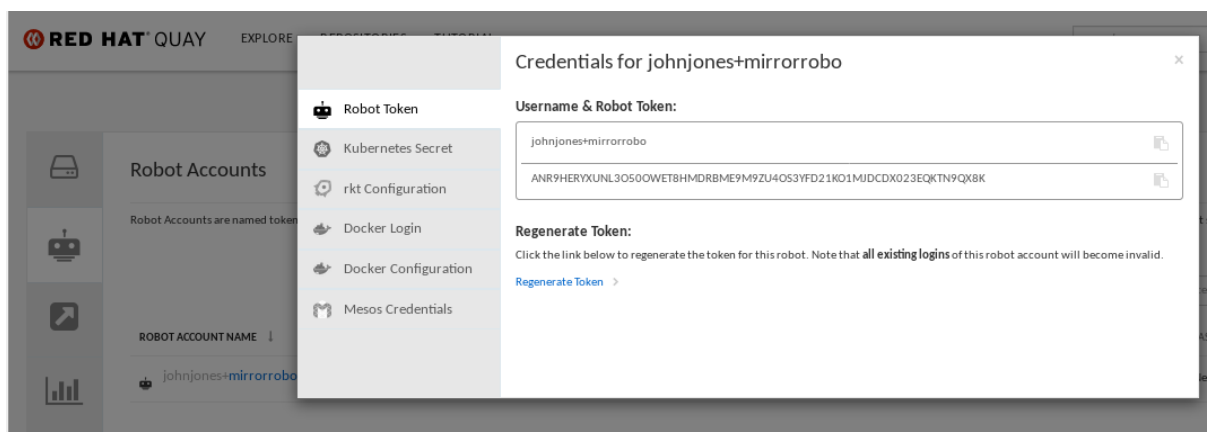 RED HAT® QUAY
EXPLORE
REPOSITORIES
TUTORIAL
Credentials for johnjones+mirrorrobo
×
Robot Token
Username & Robot Token:
johnjones+mirrorrobo
Kubernetes Secret
Robot Accounts
rkt Configuration
ANR9HERYXUNL3O50OWET8HMDRBME9M9ZU4OS3YFD21KO1MJDCDX023EQKTN9QX8K
Robot Accounts are named token
Docker Login
Regenerate Token:
Click the link below to regenerate the token for this robot. Note that all existing logins of this robot account will become invalid.
Docker Configuration
Regenerate Token
Mesos Credentials
ROBOT ACCOUNT NAME
johnjones+mirrorrobo